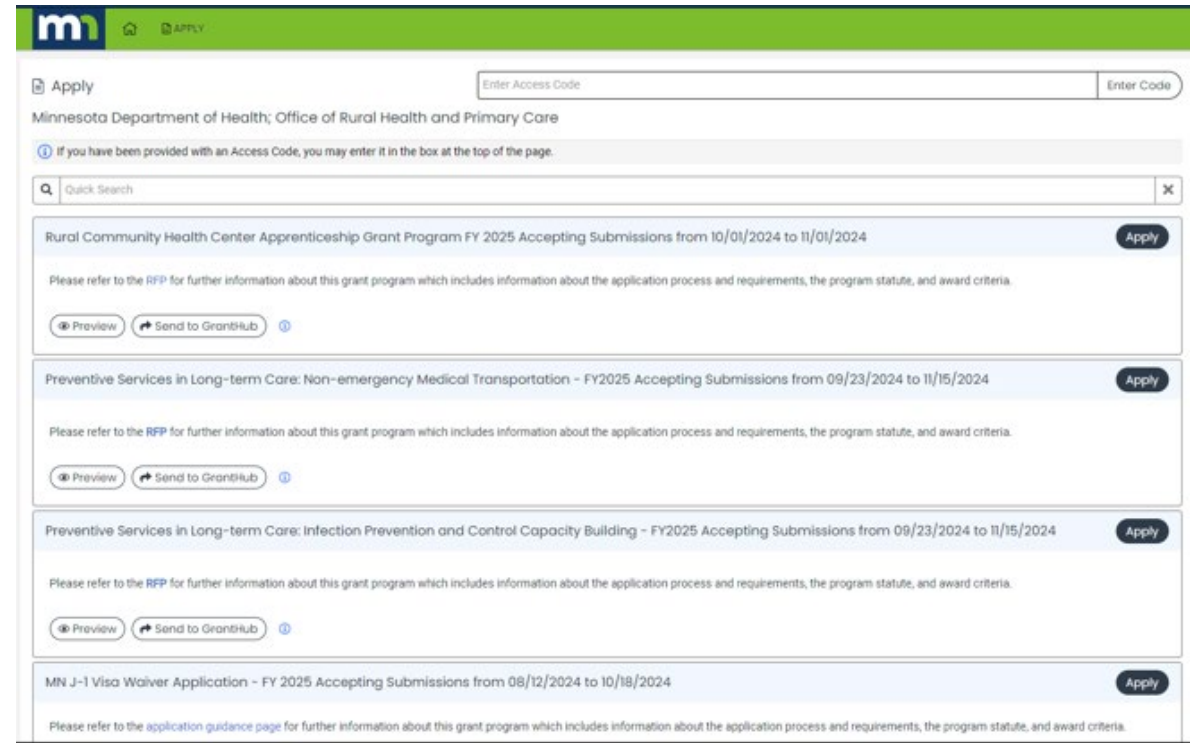 mn
APPLY
Apply
Enter Access Code
Enter Code
Minnesota Department of Health; Office of Rural Health and Primary Care
If you have been provided with an Access Code, you may enter it in the box at the top of the page.
Quick Search
Rural Community Health Center Apprenticeship Grant Program FY 2025 Accepting Submissions from 10/01/2024 to 11/01/2024
Apply
Please refer to the RFP for further information about this grant program which includes information about the application process and requirements, the program statute, and award criteria.
Preview Send to GrantHub
Preventive Services in Long-term Care: Non-emergency Medical Transportation - FY2025 Accepting Submissions from 09/23/2024 to 11/15/2024
Apply
Please refer to the RFP for further information about this grant program which includes information about the application process and requirements, the program statute, and award criteria.
Preview Send to GrantHub
Preventive Services in Long-term Care: Infection Prevention and Control Capacity Building - FY2025 Accepting Submissions from 09/23/2024 to 11/15/2024
Apply
Please refer to the RFP for further information about this grant program which includes information about the application process and requirements, the program statute, and award criteria.
Preview Send to GrantHub
MN J-1 Visa Waiver Application - FY 2025 Accepting Submissions from 08/12/2024 to 10/18/2024
Apply
Please refer to the application guidance page for further information about this grant program which includes information about the application process and requirements, the program statute, and award criteria.